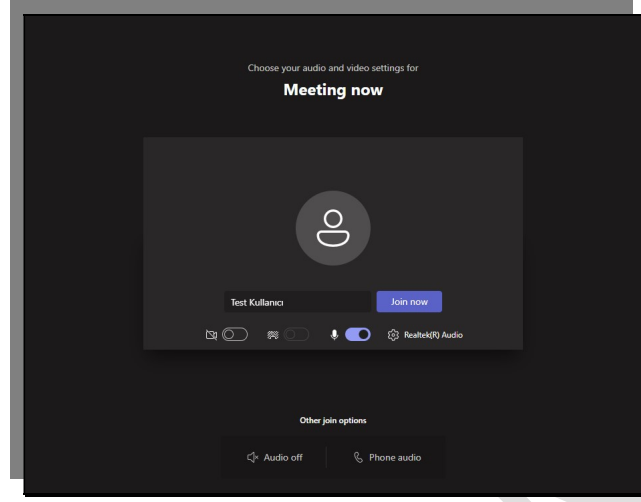 Choose your audio and video settings for
Meeting now
Test Kullanıcı
Join now
Realtek(R) Audio
Other join options
Audio off
Phone audio